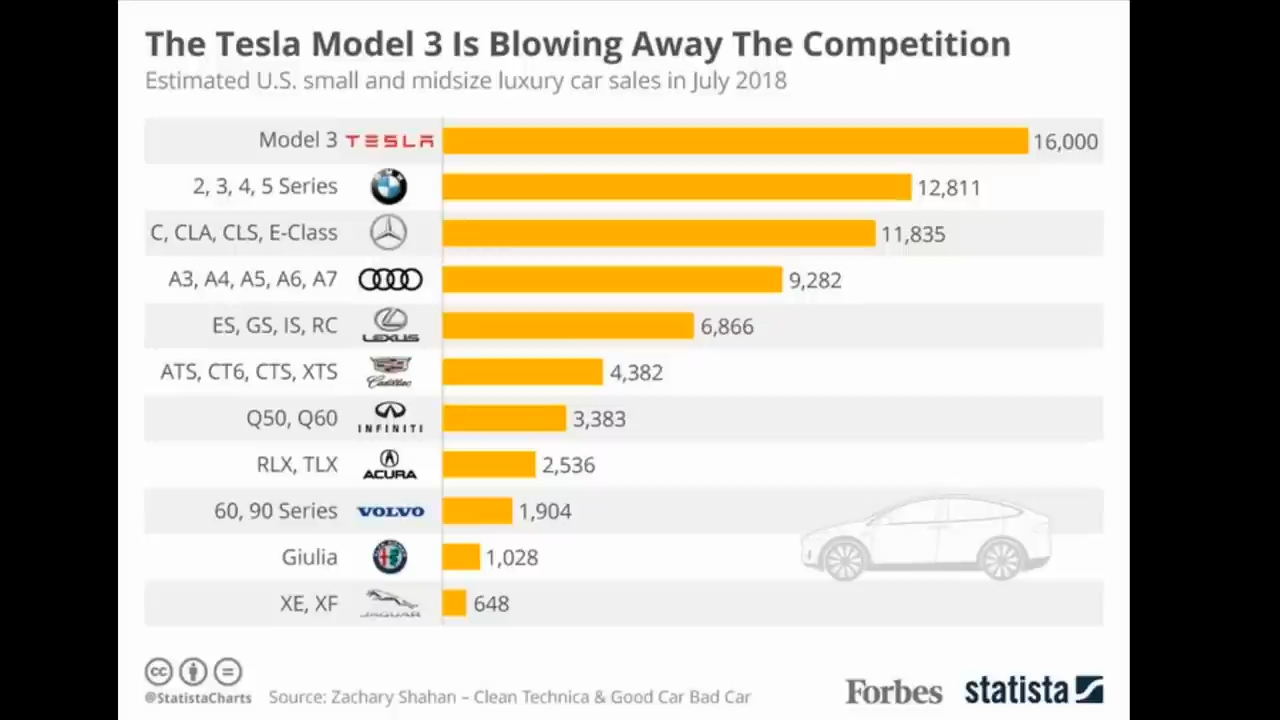 The Tesla Model 3 Is Blowing Away The Competition
Estimated U.S. small and midsize luxury car sales in July 2018
Model 3 TESLA 16,000
2, 3, 4, 5 Series BMW 12,811
C, CLA, CLS, E-Class 11,835
A3, A4, A5, A6, A7 9,282
ES, GS, IS, RC LEXUS 6,866
ATS, CT6, CTS, XTS Cadillac 4,382
Q50, Q60 INFINITI 3,383
RLX, TLX ACURA 2,536
60, 90 Series VOLVO 1,904
Giulia 1,028
XE, XF JAGUAR 648
cc
@StatistaCharts Source: Zachary Shahan – Clean Technica & Good Car Bad Car
Forbes statista